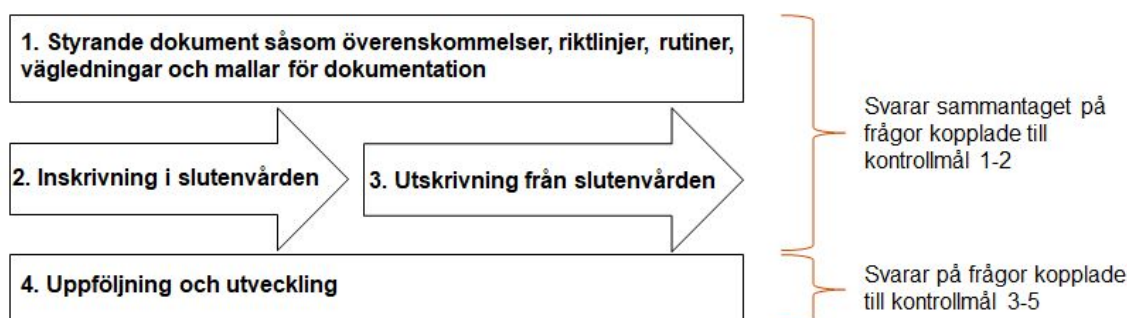 1. Styrande dokument såsom överenskommelser, riktlinjer, rutiner,
vägledningar och mallar för dokumentation
2. Inskrivning i slutenvården
3. Utskrivning från slutenvården
4. Uppföljning och utveckling
Svarar sammantaget på
frågor kopplade till
kontrollmål 1-2
Svarar på frågor kopplade
till kontrollmål 3-5